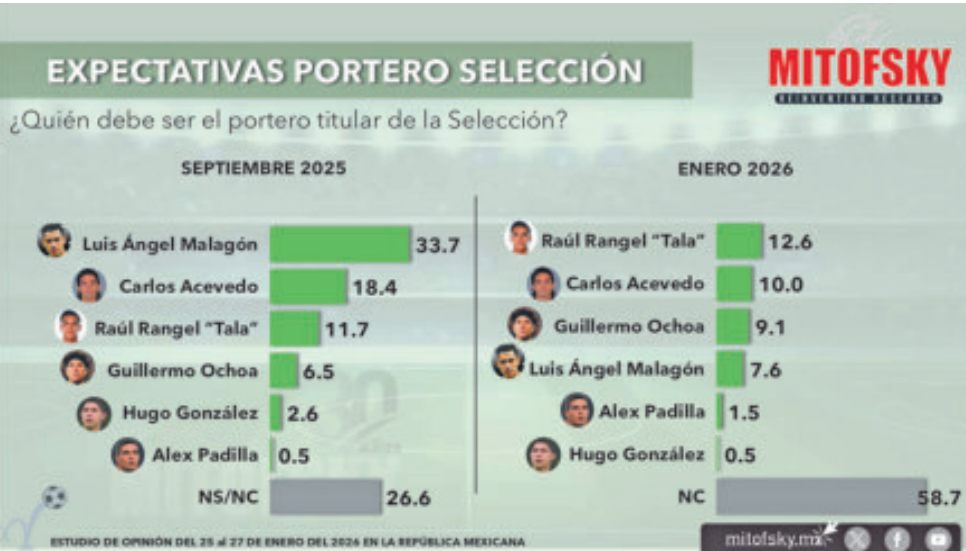 EXPECTATIVAS PORTERO SELECCIÓN
MITOFSKY
REINVENTING RESEARCH
¿Quién debe ser el portero titular de la Selección?
SEPTIEMBRE 2025
Luis Ángel Malagón 33.7
Carlos Acevedo 18.4
Raúl Rangel “Tala” 11.7
Guillermo Ochoa 6.5
Hugo González 2.6
Alex Padilla 0.5
NS/NC 26.6
ENERO 2026
Raúl Rangel “Tala” 12.6
Carlos Acevedo 10.0
Guillermo Ochoa 9.1
Luis Ángel Malagón 7.6
Alex Padilla 1.5
Hugo González 0.5
NC 58.7
ESTUDIO DE OPINIÓN DEL 25 al 27 DE ENERO DEL 2026 EN LA REPÚBLICA MEXICANA
mitofsky.mx